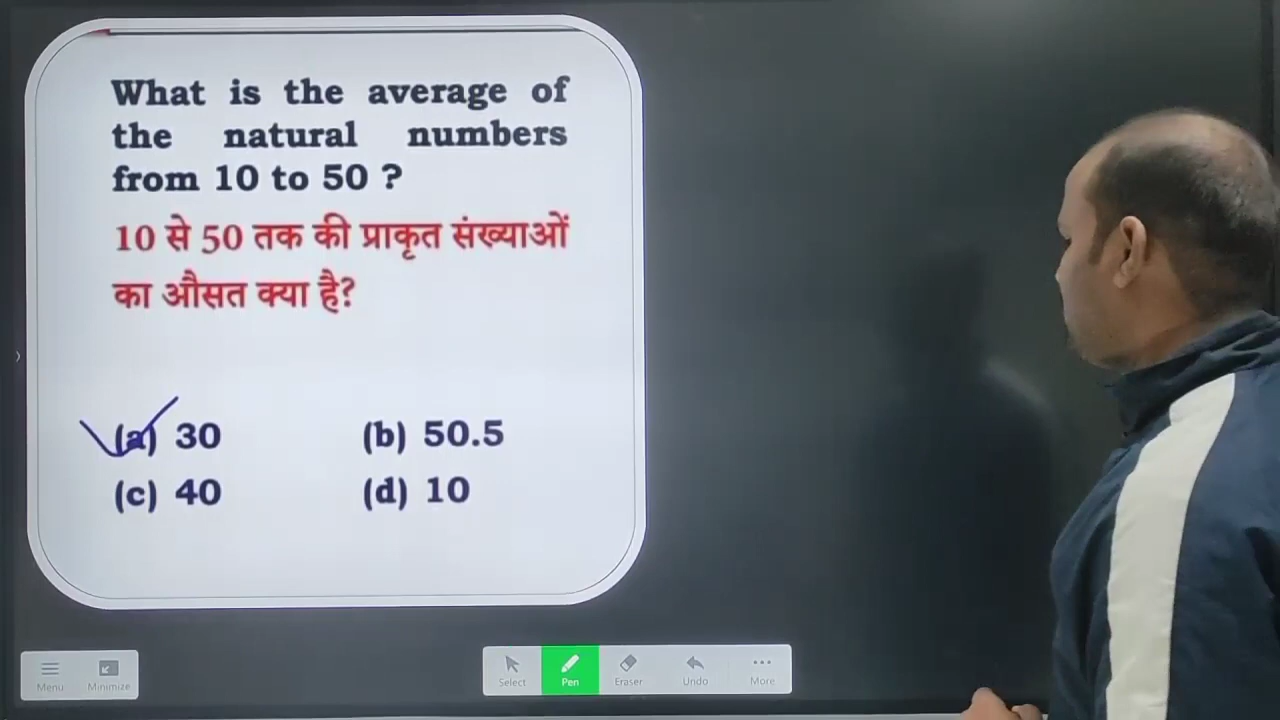 What is the average of
the natural numbers
from 10 to 50 ?
10 से 50 तक की प्राकृत संख्याओं
का औसत क्या है?
(a) 30 (b) 50.5
(c) 40 (d) 10
Menu Minimize Select Pen Eraser Undo More